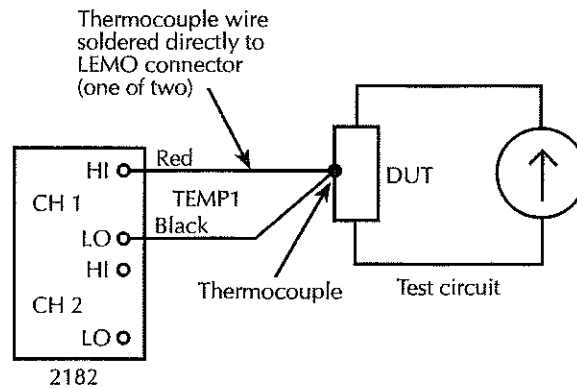 Thermocouple wire
soldered directly to
LEMO connector
(one of two)
HI
Red
CH 1
TEMP1
DUT
LO
Black
HI
Thermocouple
Test circuit
CH 2
LO
2182